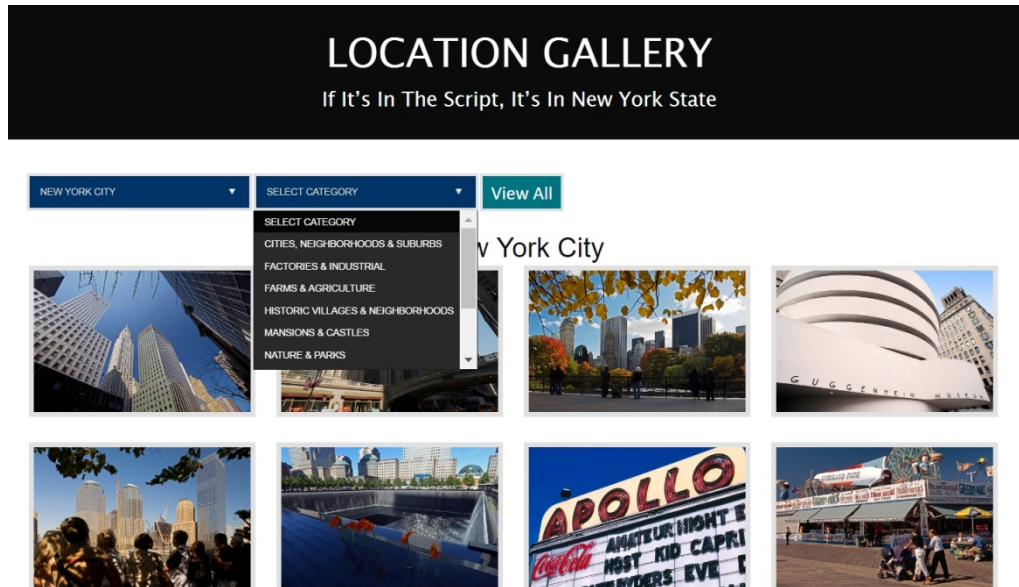 LOCATION GALLERY
If It's In The Script, It's In New York State
NEW YORK CITY
SELECT CATEGORY
View All
SELECT CATEGORY
CITIES, NEIGHBORHOODS & SUBURBS
FACTORIES & INDUSTRIAL
FARMS & AGRICULTURE
HISTORIC VILLAGES & NEIGHBORHOODS
MANSIONS & CASTLES
NATURE & PARKS
York City
GUGGENHEIM MUSEUM
APOLLO
AMATEUR NIGHT
Coca-Cola
HOST KID CAPRI
EVE